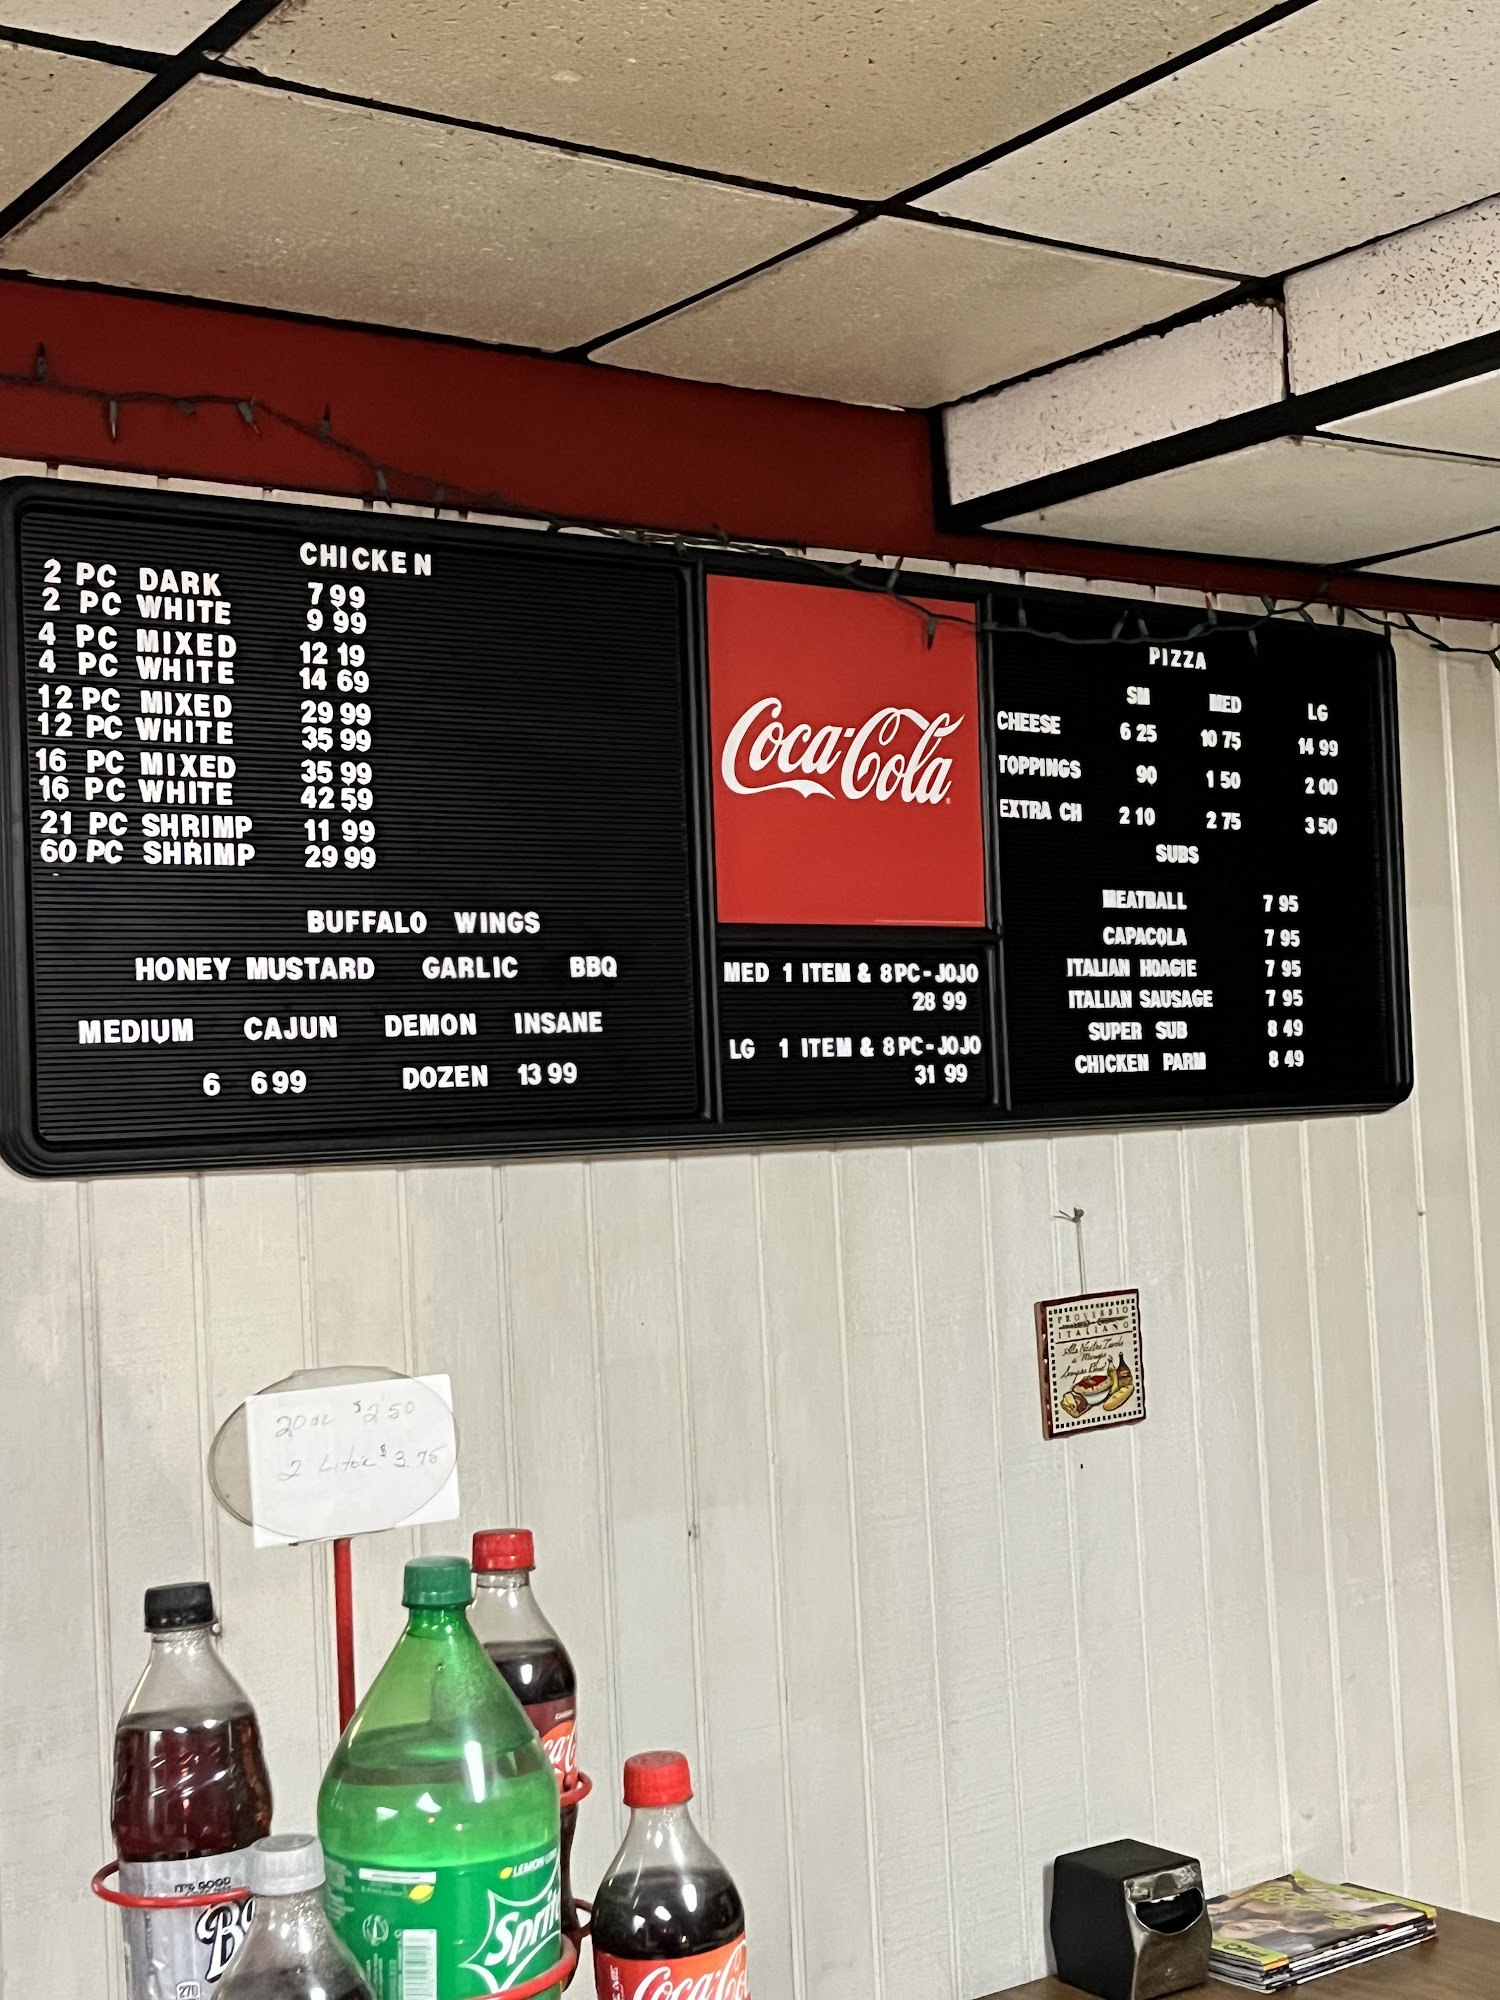 CHICKEN
2 PC DARK 7 99
2 PC WHITE 9 99
4 PC MIXED 12 19
4 PC WHITE 14 69
12 PC MIXED 29 99
12 PC WHITE 35 99
16 PC MIXED 35 99
16 PC WHITE 42 59
21 PC SHRIMP 11 99
60 PC SHRIMP 29 99
BUFFALO WINGS
HONEY MUSTARD GARLIC BBQ
MEDIUM CAJUN DEMON INSANE
6 6 99 DOZEN 13 99
Coca-Cola
MED 1 ITEM & 8 PC - JOJO
28 99
LG 1 ITEM & 8 PC - JOJO
31 99
PIZZA
SM MED LG
CHEESE 6 25 10 75 14 99
TOPPINGS 90 1 50 2 00
EXTRA CH 2 10 2 75 3 50
SUBS
MEATBALL 7 95
CAPACOLA 7 95
ITALIAN HOAGIE 7 95
ITALIAN SAUSAGE 7 95
SUPER SUB 8 49
CHICKEN PARM 8 49
PROVERBIO
ITALIANO
20oz $2 50
2 Liter $3.75
IT'S GOOD
LEMON
Sprite
Coca-Co
270